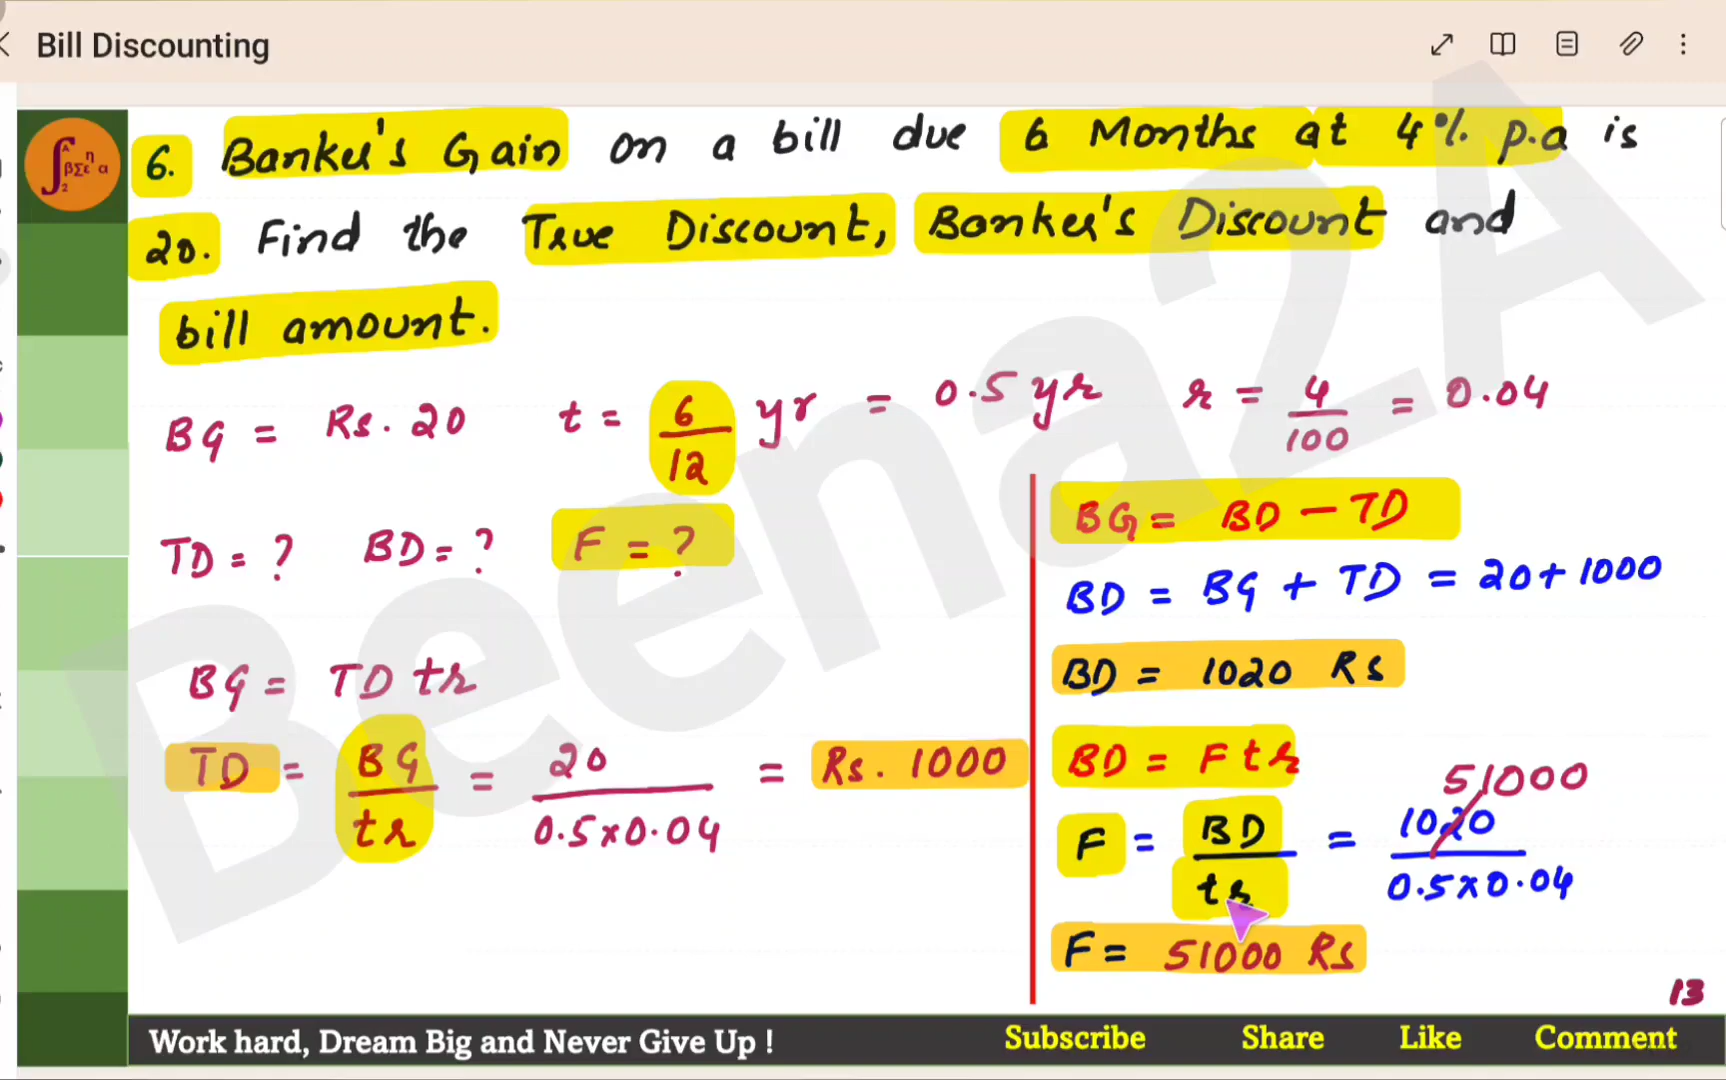 Bill Discounting
6. Banker's Gain on a bill due 6 Months at 4% p.a is
20. Find the True Discount, Banker's Discount and
bill amount.
BG = Rs. 20 t = 6/12 yr = 0.5 yr r = 4/100 = 0.04
TD = ? BD = ? F = ?
BG = TD tr
TD = BG/tr = 20/0.5×0.04 = Rs. 1000
BG = BD - TD
BD = BG + TD = 20+1000
BD = 1020 Rs
BD = F tr
51000
F = BD/tr = 1020/0.5×0.04
F = 51000 Rs
13
Work hard, Dream Big and Never Give Up ! Subscribe Share Like Comment
Beena2A